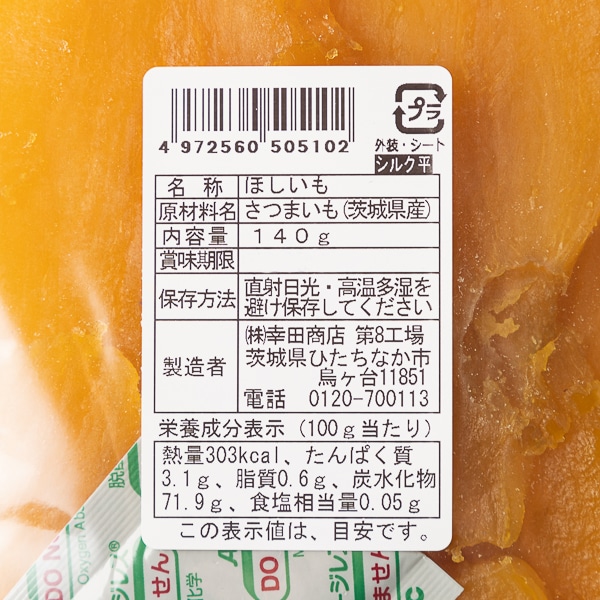 4 972560 505102
プラ
外装・シート
シルク平
名称 ほしいも
原材料名 さつまいも(茨城県産)
内容量 140g
賞味期限
保存方法 直射日光・高温多湿を
避け保存してください
製造者 ㈱幸田商店 第8工場
茨城県ひたちなか市
烏ヶ台11851
電話 0120-700113
栄養成分表示(100g当たり)
熱量303kcal、たんぱく質
3.1g、脂質0.6g、炭水化物
71.9g、食塩相当量0.05g
この表示値は、目安です。
DO N
ません
DO